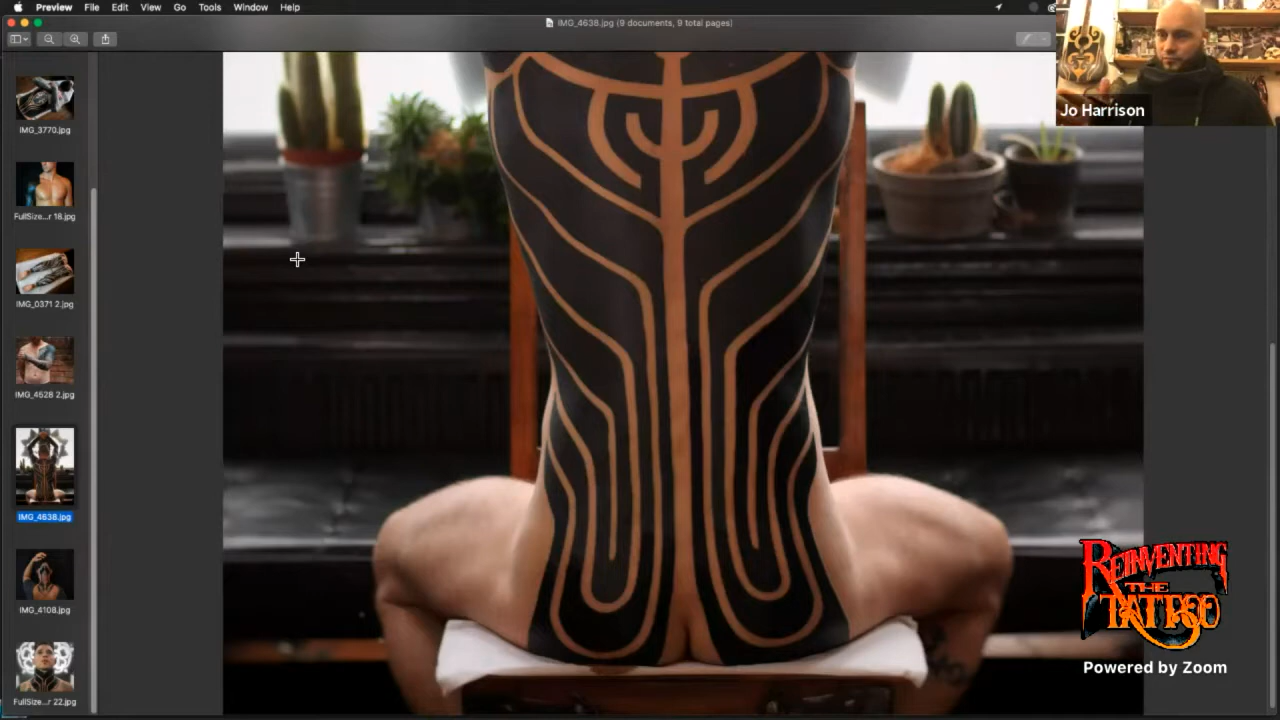 Preview File Edit View Go Tools Window Help
IMG_4638.jpg (9 documents, 9 total pages)
Jo Harrison
IMG_3770.jpg
FullSize...r 18.jpg
IMG_0371 2.jpg
IMG_4528 2.jpg
IMG_4638.jpg
IMG_4108.jpg
FullSize...r 22.jpg
REINVENTING
THE
TATTOO
Powered by Zoom